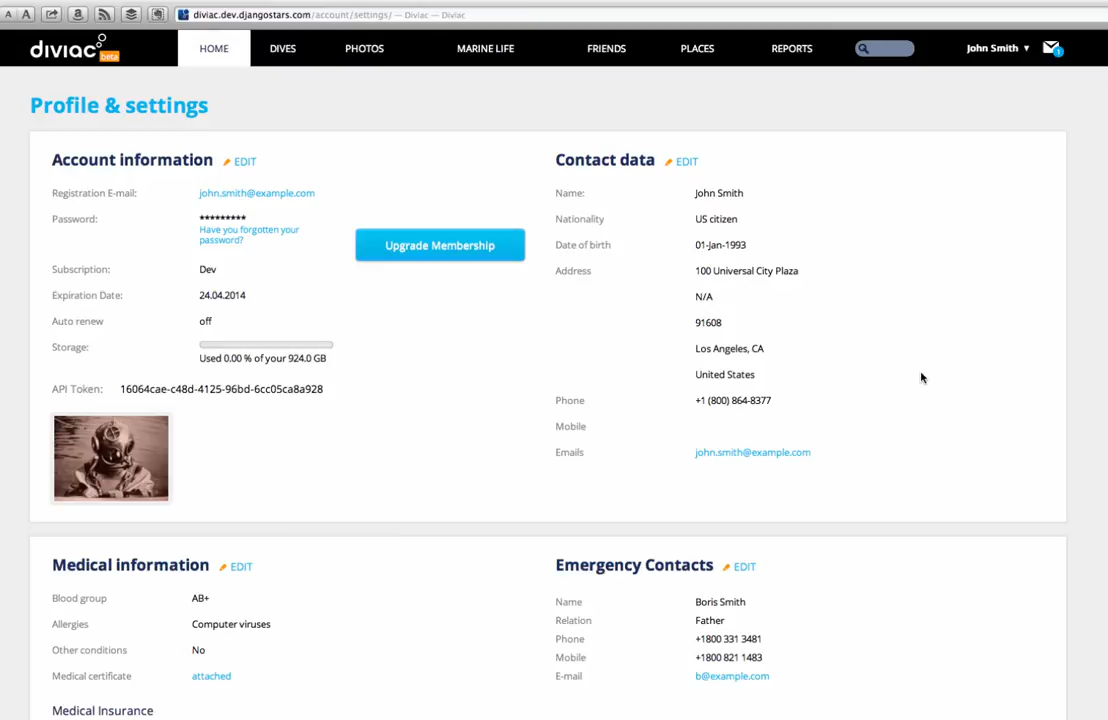 A A
diviac.dev.djangostars.com/account/settings/ — Diviac — Diviac
diviac beta
HOME DIVES PHOTOS MARINE LIFE FRIENDS PLACES REPORTS John Smith ▼ 1
Profile & settings
Account information EDIT
Registration E-mail: john.smith@example.com
Password: *********
Have you forgotten your
password?
Upgrade Membership
Subscription: Dev
Expiration Date: 24.04.2014
Auto renew off
Storage:
Used 0.00 % of your 924.0 GB
API Token: 16064cae-c48d-4125-96bd-6cc05ca8a928
Contact data EDIT
Name: John Smith
Nationality US citizen
Date of birth 01-Jan-1993
Address 100 Universal City Plaza
N/A
91608
Los Angeles, CA
United States
Phone +1 (800) 864-8377
Mobile
Emails john.smith@example.com
Medical information EDIT
Blood group AB+
Allergies Computer viruses
Other conditions No
Medical certificate attached
Medical Insurance
Emergency Contacts EDIT
Name Boris Smith
Relation Father
Phone +1800 331 3481
Mobile +1800 821 1483
E-mail b@example.com